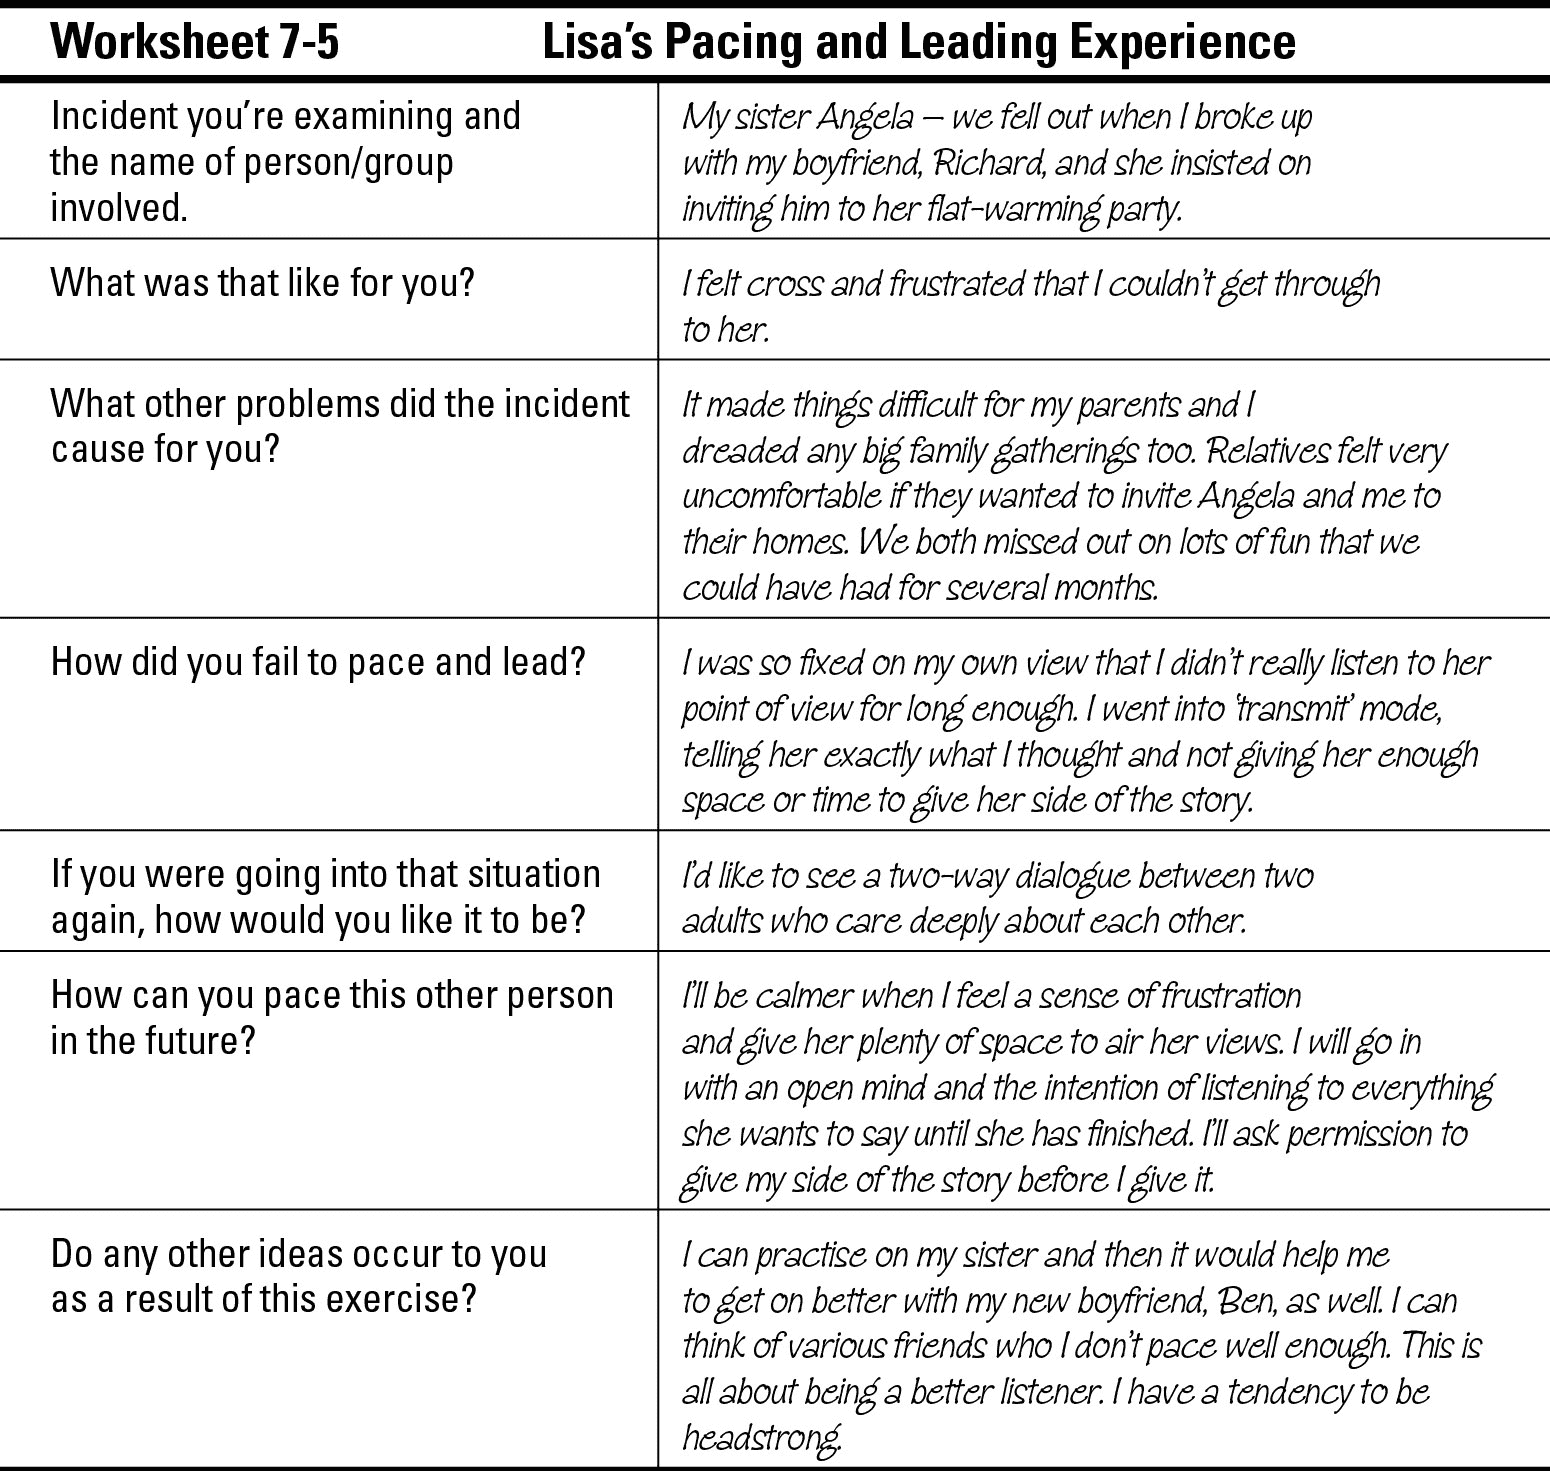 Worksheet 7-5 Lisa's Pacing and Leading Experience
Incident you're examining and
the name of person/group
involved.
My sister Angela – we fell out when I broke up
with my boyfriend, Richard, and she insisted on
inviting him to her flat-warming party.
What was that like for you?
I felt cross and frustrated that I couldn't get through
to her.
What other problems did the incident
cause for you?
It made things difficult for my parents and I
dreaded any big family gatherings too. Relatives felt very
uncomfortable if they wanted to invite Angela and me to
their homes. We both missed out on lots of fun that we
could have had for several months.
How did you fail to pace and lead?
I was so fixed on my own view that I didn't really listen to her
point of view for long enough. I went into 'transmit' mode,
telling her exactly what I thought and not giving her enough
space or time to give her side of the story.
If you were going into that situation
again, how would you like it to be?
I'd like to see a two-way dialogue between two
adults who care deeply about each other.
How can you pace this other person
in the future?
I'll be calmer when I feel a sense of frustration
and give her plenty of space to air her views. I will go in
with an open mind and the intention of listening to everything
she wants to say until she has finished. I'll ask permission to
give my side of the story before I give it.
Do any other ideas occur to you
as a result of this exercise?
I can practise on my sister and then it would help me
to get on better with my new boyfriend, Ben, as well. I can
think of various friends who I don't pace well enough. This is
all about being a better listener. I have a tendency to be
headstrong.